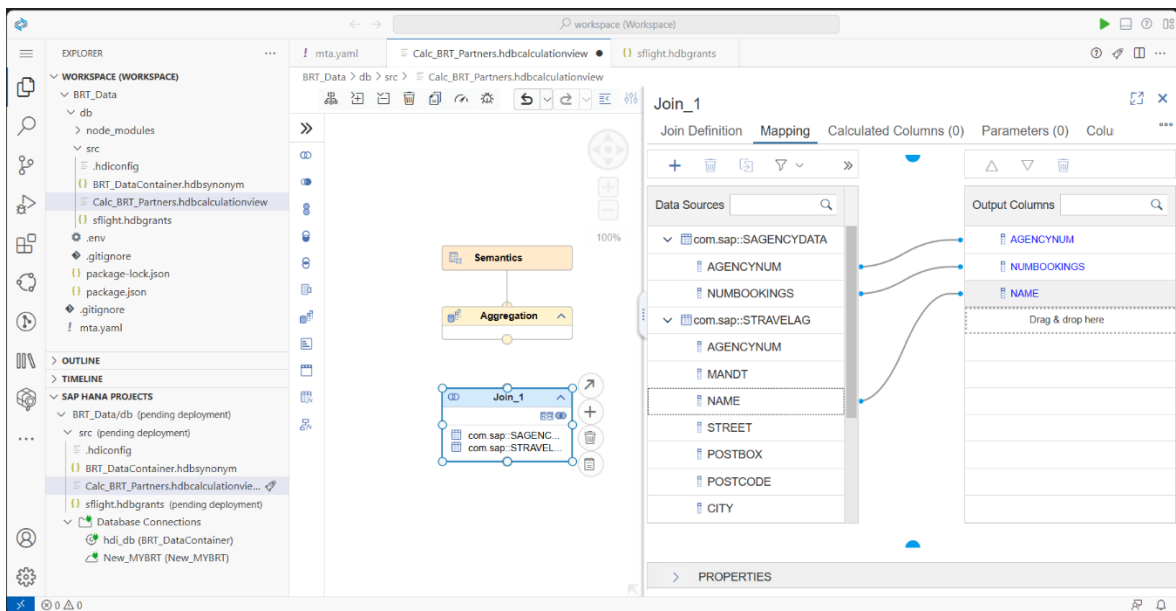 workspace (Workspace)
EXPLORER
WORKSPACE (WORKSPACE)
BRT_Data
db
node_modules
src
.hdiconfig
{} BRT_DataContainer.hdbsynonym
Calc_BRT_Partners.hdbcalculationview
{} sflight.hdbgrants
.env
.gitignore
{} package-lock.json
{} package.json
.gitignore
! mta.yaml
OUTLINE
TIMELINE
SAP HANA PROJECTS
BRT_Data/db (pending deployment)
src (pending deployment)
.hdiconfig
{} BRT_DataContainer.hdbsynonym
Calc_BRT_Partners.hdbcalculationvie...
{} sflight.hdbgrants (pending deployment)
Database Connections
hdi_db (BRT_DataContainer)
New_MYBRT (New_MYBRT)
0 0
! mta.yaml
Calc_BRT_Partners.hdbcalculationview
{} sflight.hdbgrants
BRT_Data > db > src > Calc_BRT_Partners.hdbcalculationview
100%
Semantics
Aggregation
Join_1
com.sap::SAGENC...
com.sap::STRAVEL...
Join_1
Join Definition Mapping Calculated Columns (0) Parameters (0) Colu
Data Sources
com.sap::SAGENCYDATA
AGENCYNUM
NUMBOOKINGS
com.sap::STRAVELAG
AGENCYNUM
MANDT
NAME
STREET
POSTBOX
POSTCODE
CITY
Output Columns
AGENCYNUM
NUMBOOKINGS
NAME
Drag & drop here
PROPERTIES